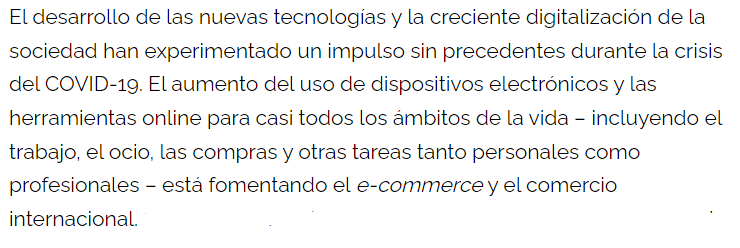 El desarrollo de las nuevas tecnologías y la creciente digitalización de la
sociedad han experimentado un impulso sin precedentes durante la crisis
del COVID-19. El aumento del uso de dispositivos electrónicos y las
herramientas online para casi todos los ámbitos de la vida – incluyendo el
trabajo, el ocio, las compras y otras tareas tanto personales como
profesionales – está fomentando el e-commerce y el comercio
internacional.